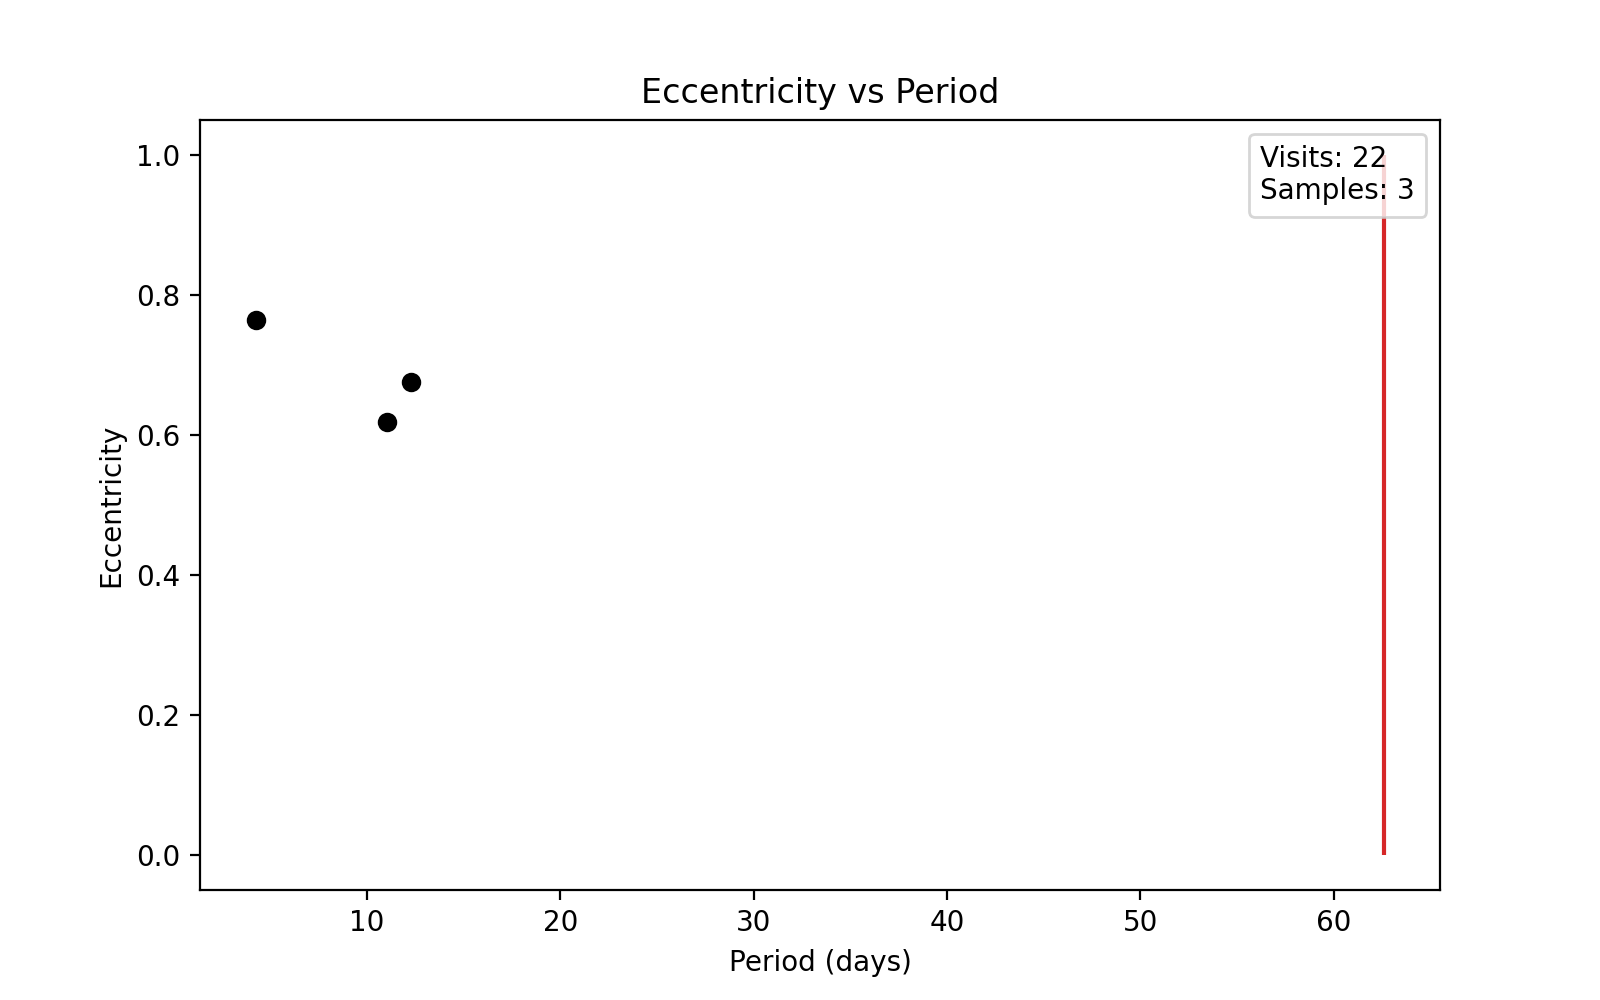 Eccentricity vs Period
Visits: 22
Samples: 3
1.0
0.8
0.6
0.4
0.2
0.0
Eccentricity
10 20 30 40 50 60
Period (days)